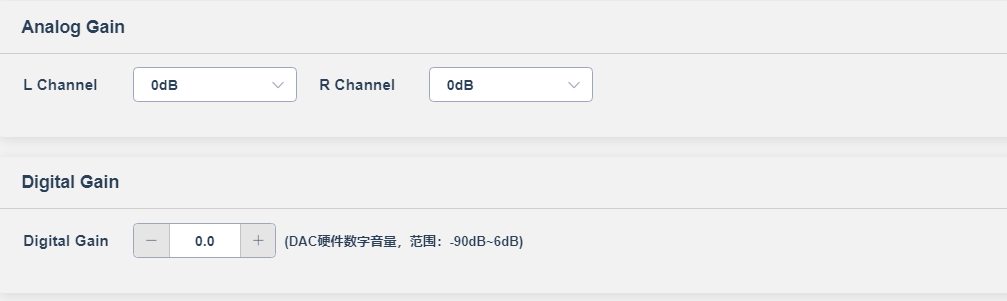 Analog Gain
L Channel 0dB R Channel 0dB
Digital Gain
Digital Gain − 0.0 + (DAC硬件数字音量，范围：-90dB~6dB)